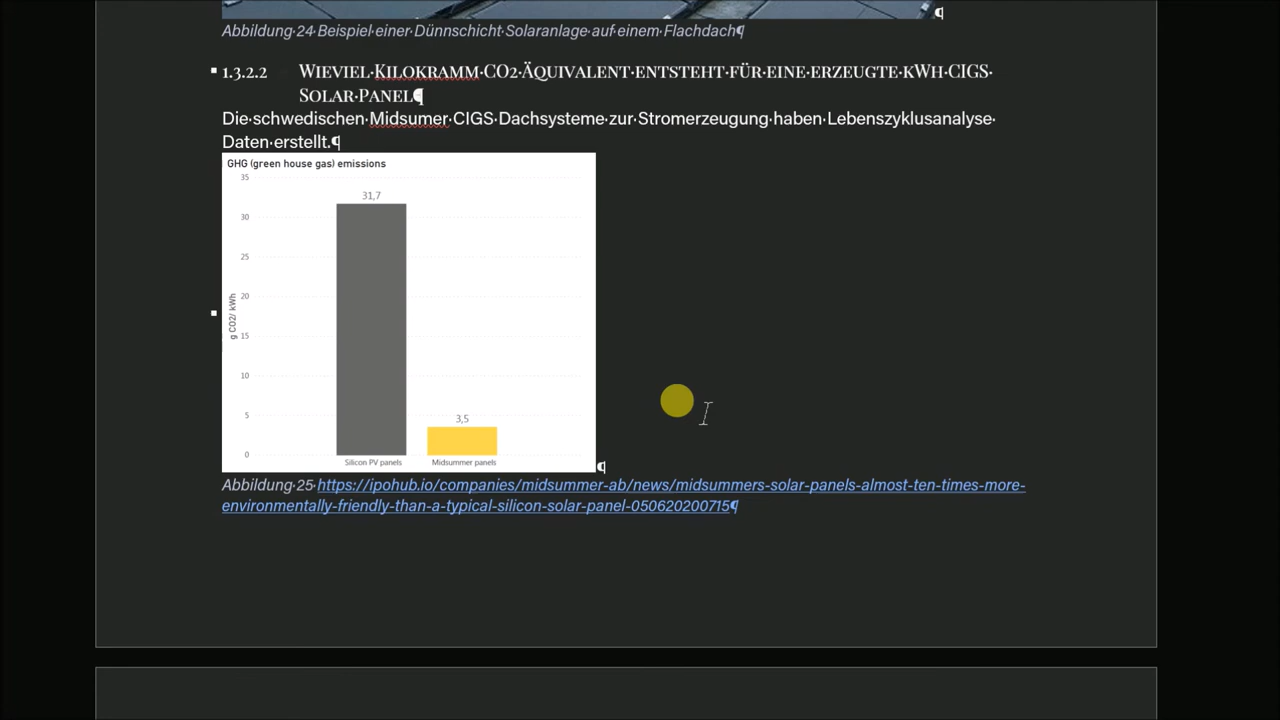 Abbildung·24·Beispiel·einer·Dünnschicht·Solaranlage·auf·einem·Flachdach¶
1.3.2.2 Wieviel·Kilokramm·CO2·Äquivalent·entsteht·für·eine·erzeugte·kWh·CIGS·
Solar·Panel¶
Die·schwedischen·Midsumer·CIGS·Dachsysteme·zur·Stromerzeugung·haben·Lebenszyklusanalyse·
Daten·erstellt.¶
GHG (green house gas) emissions
35
31,7
30
25
20
g CO2/ kWh
15
10
5
3,5
0
Silicon PV panels Midsummer panels
¶
Abbildung·25·https://ipohub.io/companies/midsummer-ab/news/midsummers-solar-panels-almost-ten-times-more-
environmentally-friendly-than-a-typical-silicon-solar-panel-050620200715¶